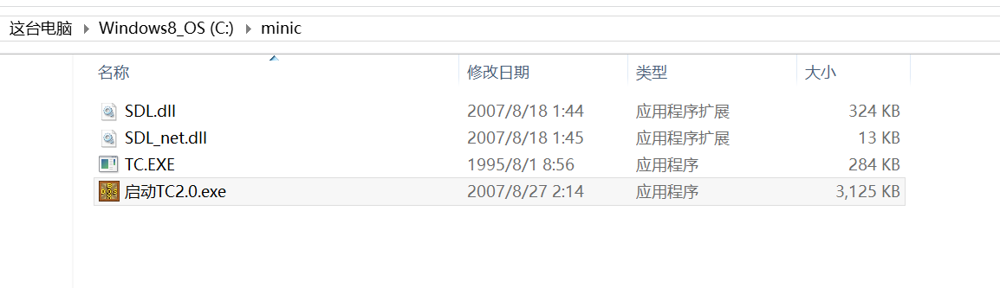 这台电脑 Windows8_OS (C:) minic
名称 修改日期 类型 大小
SDL.dll 2007/8/18 1:44 应用程序扩展 324 KB
SDL_net.dll 2007/8/18 1:45 应用程序扩展 13 KB
TC.EXE 1995/8/1 8:56 应用程序 284 KB
启动TC2.0.exe 2007/8/27 2:14 应用程序 3,125 KB